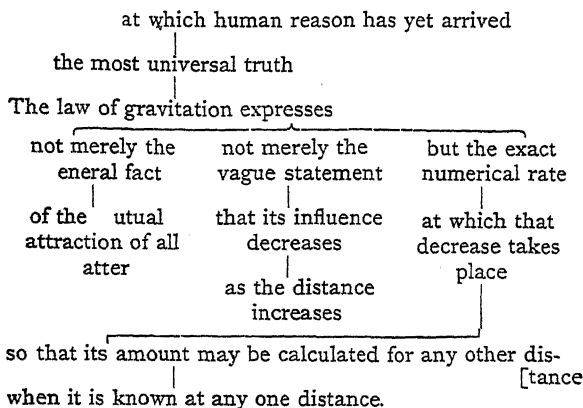 at which human reason has yet arrived
the most universal truth
The law of gravitation expresses
not merely the
eneral fact
of the utual
attraction of all
atter
not merely the
vague statement
that its influence
decreases
as the distance
increases
but the exact
numerical rate
at which that
decrease takes
place
so that its amount may be calculated for any other dis-
[tance
when it is known at any one distance.